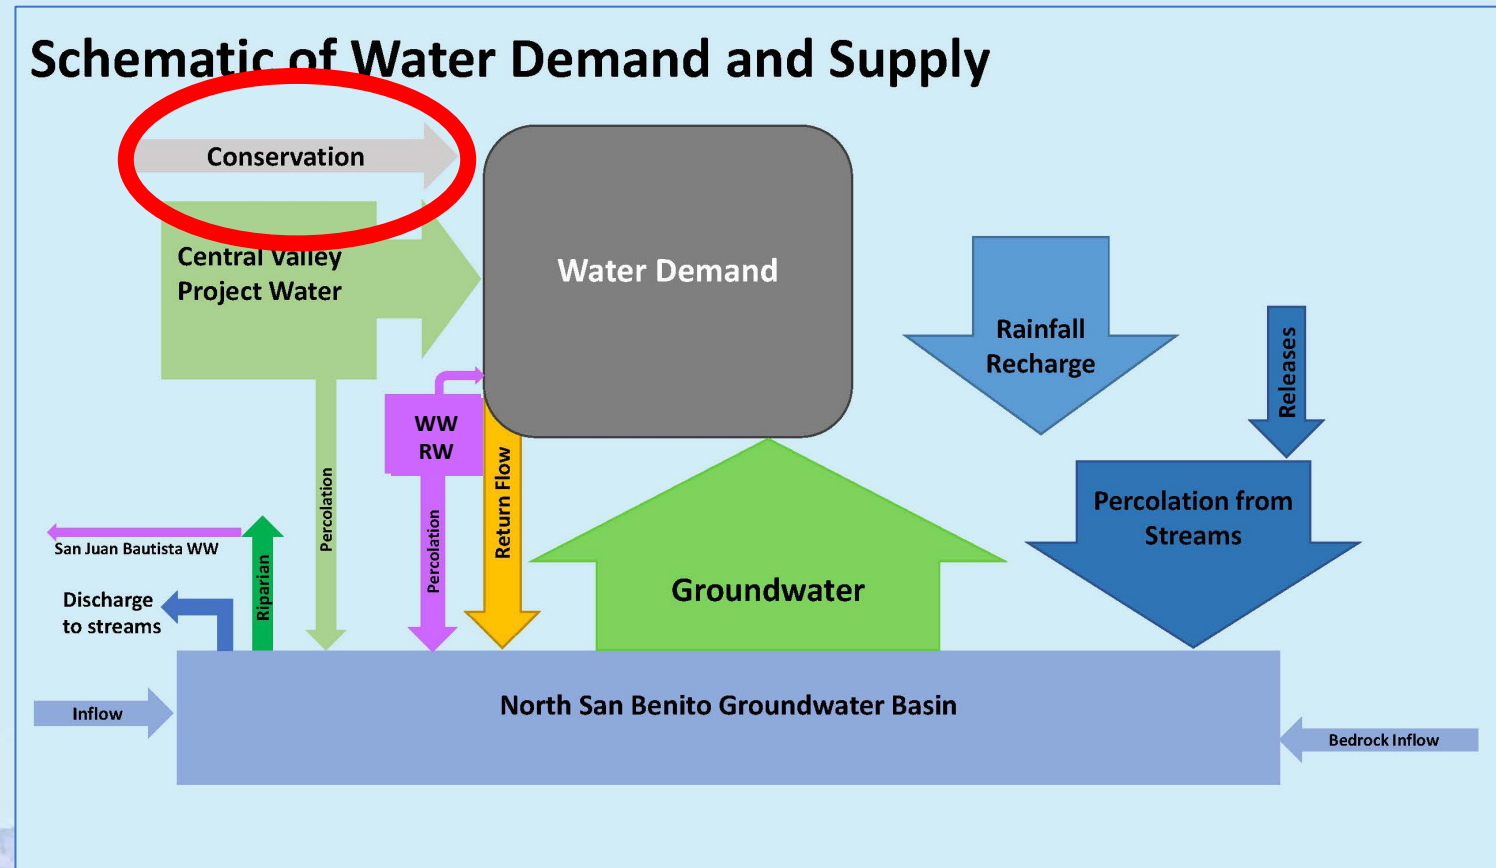 Schematic of Water Demand and Supply
Conservation
Central Valley
Project Water
Water Demand
Rainfall
Recharge
Releases
WW
RW
Percolation
Percolation
Return Flow
Percolation from
Streams
San Juan Bautista WW
Riparian
Discharge
to streams
Groundwater
Inflow
North San Benito Groundwater Basin
Bedrock Inflow